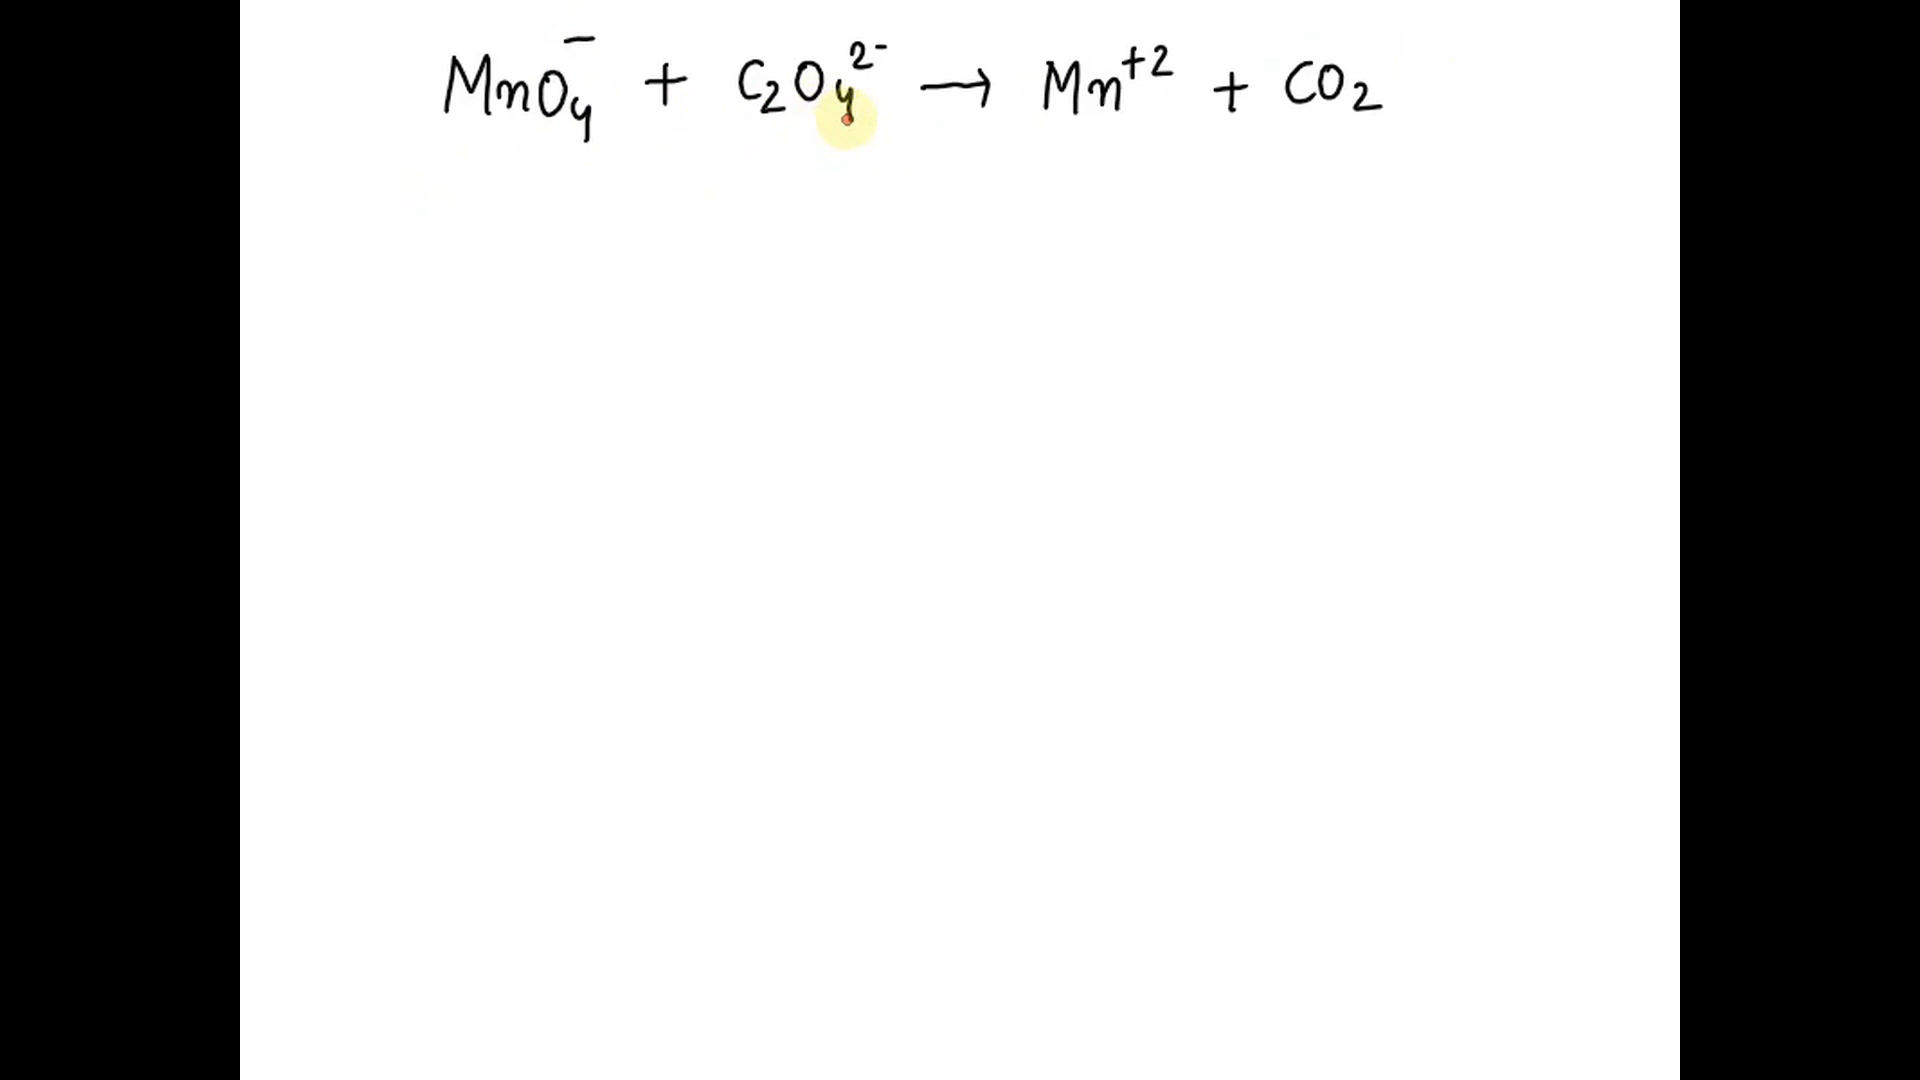 MnO₄⁻ + C₂O₄²⁻ → Mn⁺² + CO₂